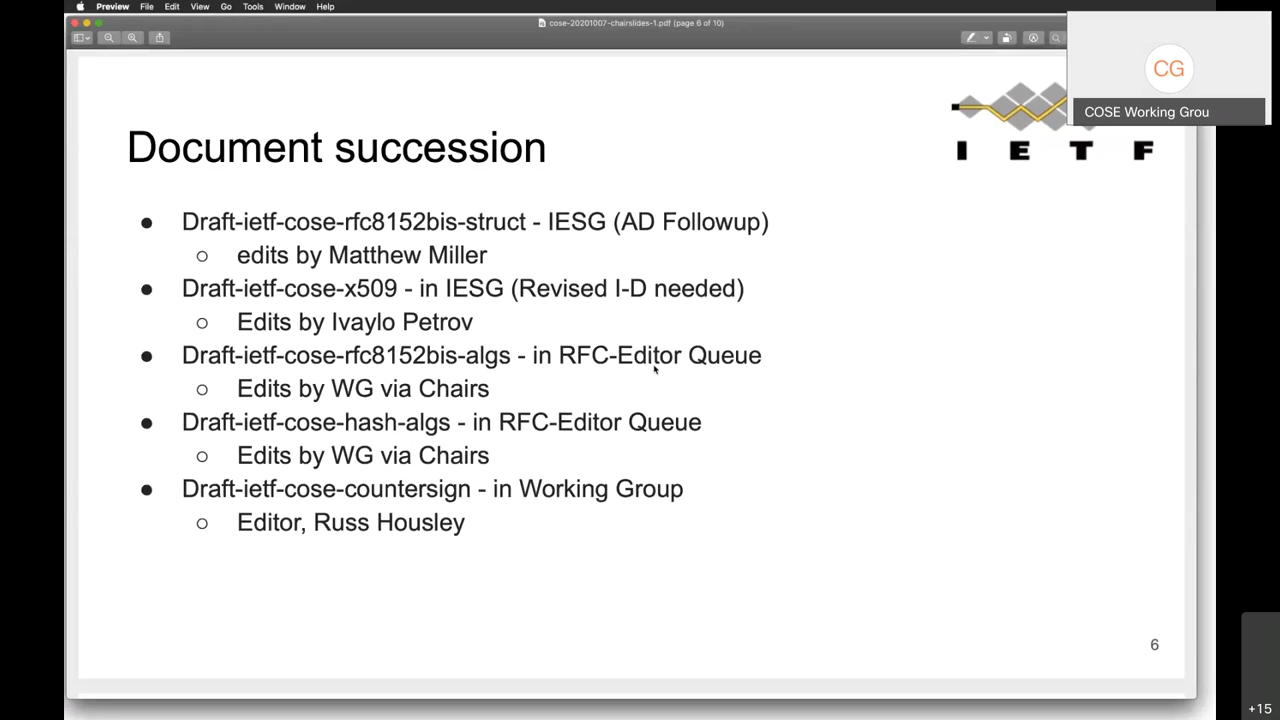 Preview File Edit View Go Tools Window Help
cose-20201007-chairslides-1.pdf (page 6 of 10)
CG
COSE Working Grou
I E T F
Document succession
● Draft-ietf-cose-rfc8152bis-struct - IESG (AD Followup)
○ edits by Matthew Miller
● Draft-ietf-cose-x509 - in IESG (Revised I-D needed)
○ Edits by Ivaylo Petrov
● Draft-ietf-cose-rfc8152bis-algs - in RFC-Editor Queue
○ Edits by WG via Chairs
● Draft-ietf-cose-hash-algs - in RFC-Editor Queue
○ Edits by WG via Chairs
● Draft-ietf-cose-countersign - in Working Group
○ Editor, Russ Housley
6
+15